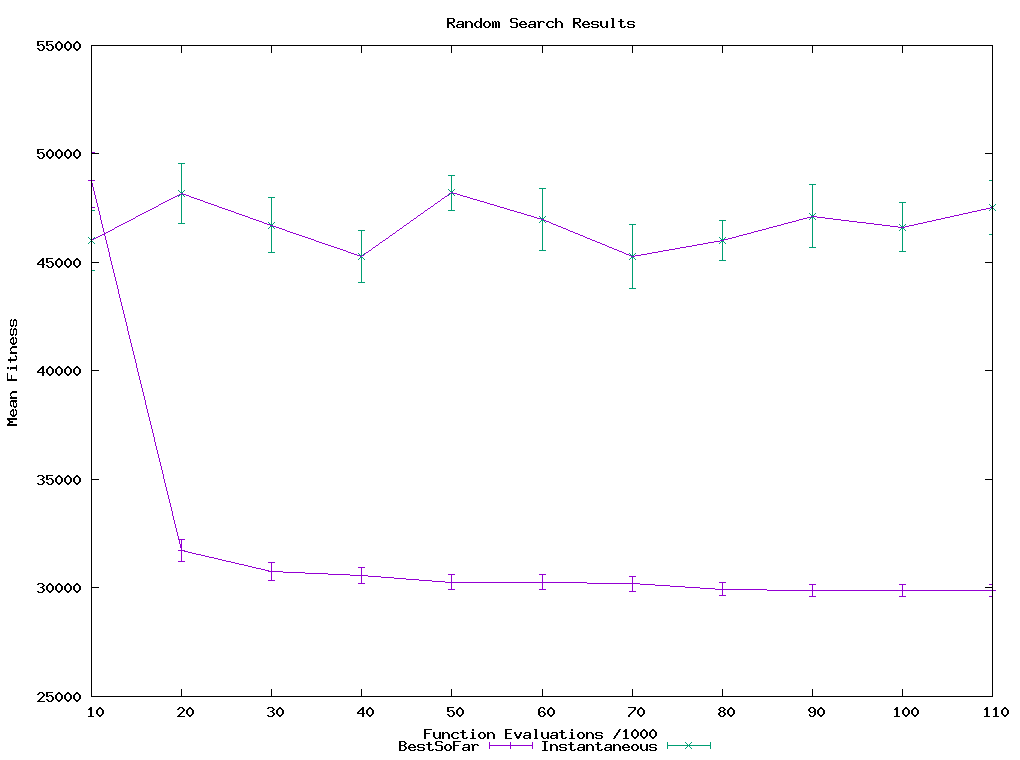 Random Search Results
55000
50000
45000
40000
35000
30000
25000
Mean Fitness
10 20 30 40 50 60 70 80 90 100 110
Function Evaluations /1000
BestSoFar Instantaneous